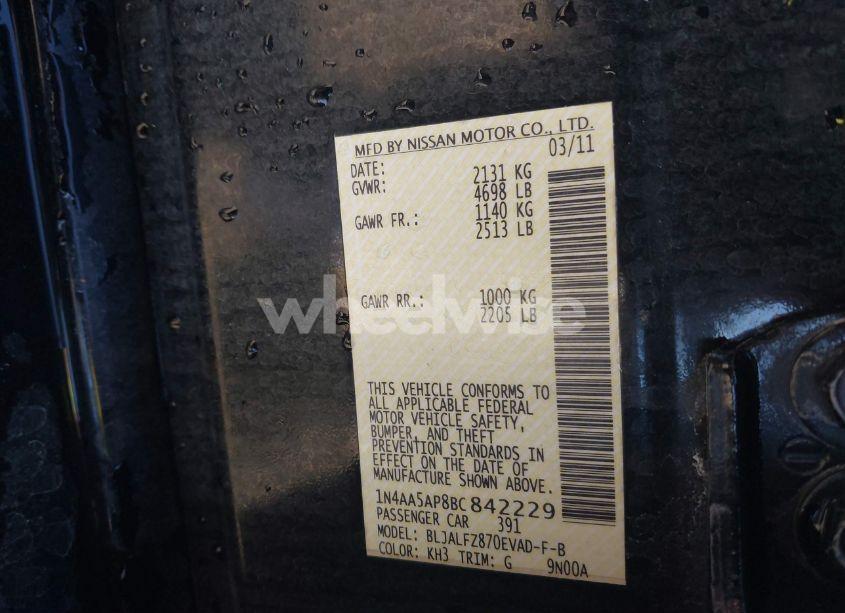 MFD BY NISSAN MOTOR CO., LTD.
DATE: 03/11
GVWR: 2131 KG
4698 LB
GAWR FR.: 1140 KG
2513 LB
GAWR RR.: 1000 KG
2205 LB
wheelwise
THIS VEHICLE CONFORMS TO
ALL APPLICABLE FEDERAL
MOTOR VEHICLE SAFETY,
BUMPER, AND THEFT
PREVENTION STANDARDS IN
EFFECT ON THE DATE OF
MANUFACTURE SHOWN ABOVE.
1N4AA5AP8BC842229
PASSENGER CAR 391
MODEL: BLJALFZ870EVAD-F-B
COLOR: KH3 TRIM: G 9N00A